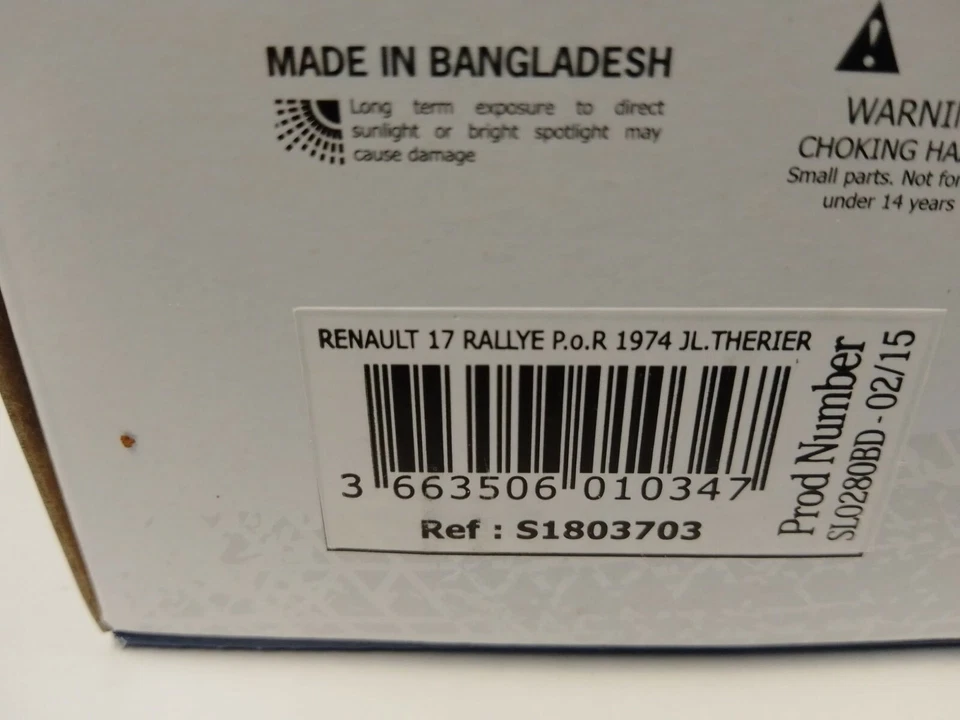 MADE IN BANGLADESH
Long term exposure to direct
sunlight or bright spotlight may
cause damage
WARNIN
CHOKING HA
Small parts. Not for
under 14 years
RENAULT 17 RALLYE P.o.R 1974 JL.THERIER
3 663506 010347
Ref : S1803703
Prod Number
SL0280BD - 02/15